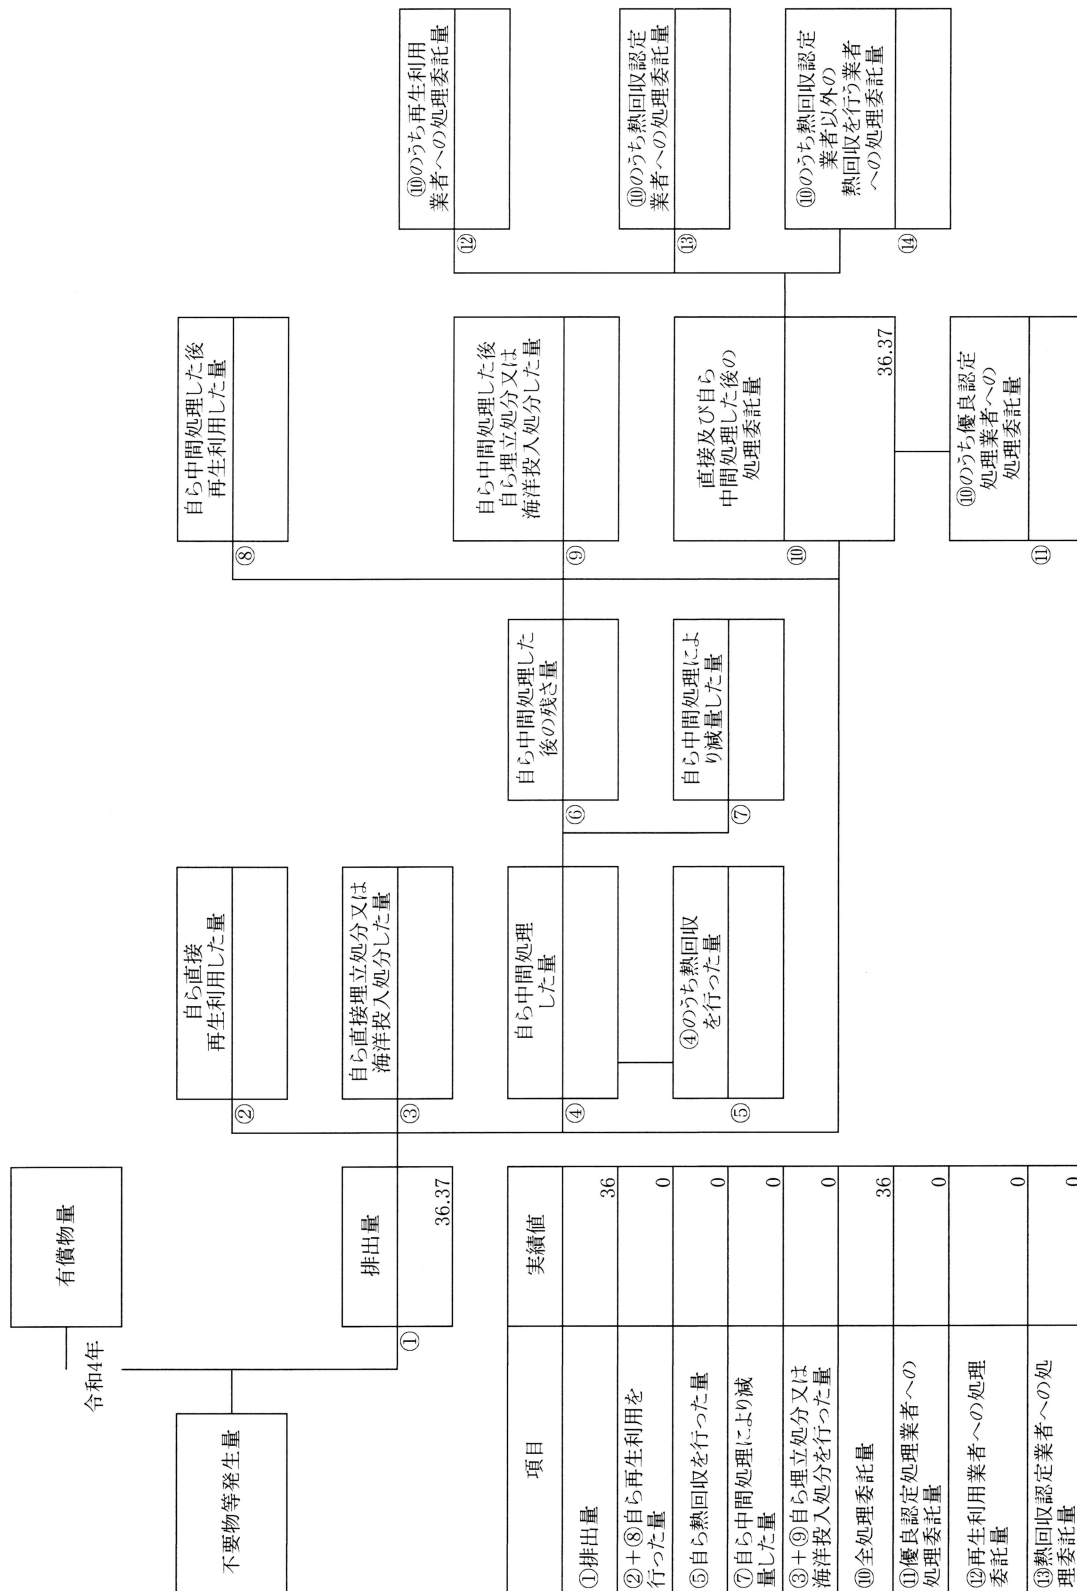 不要物等発生量
令和4年
有償物量
①
排出量
36.37
②
自ら直接
再生利用した量
③
自ら直接埋立処分又は
海洋投入処分した量
④
自ら中間処理
した量
⑤
④のうち熱回収
を行った量
⑥
自ら中間処理した
後の残さ量
⑦
自ら中間処理によ
り減量した量
⑧
自ら中間処理した後
再生利用した量
⑨
自ら中間処理した後
自ら埋立処分又は
海洋投入処分した量
⑩
直接及び自ら
中間処理した後の
処理委託量
36.37
⑪
⑩のうち優良認定
処理業者への
処理委託量
⑫
⑩のうち再生利用
業者への処理委託量
⑬
⑩のうち熱回収認定
業者への処理委託量
⑭
⑩のうち熱回収認定
業者以外の
熱回収を行う業者
への処理委託量
項目 実績値
①排出量 36
②+⑧自ら再生利用を
行った量 0
⑤自ら熱回収を行った量 0
⑦自ら中間処理により減
量した量 0
③+⑨自ら埋立処分又は
海洋投入処分を行った量 0
⑩全処理委託量 36
⑪優良認定処理業者への
処理委託量 0
⑫再生利用業者への処理
委託量 0
⑬熱回収認定業者への処
理委託量 0